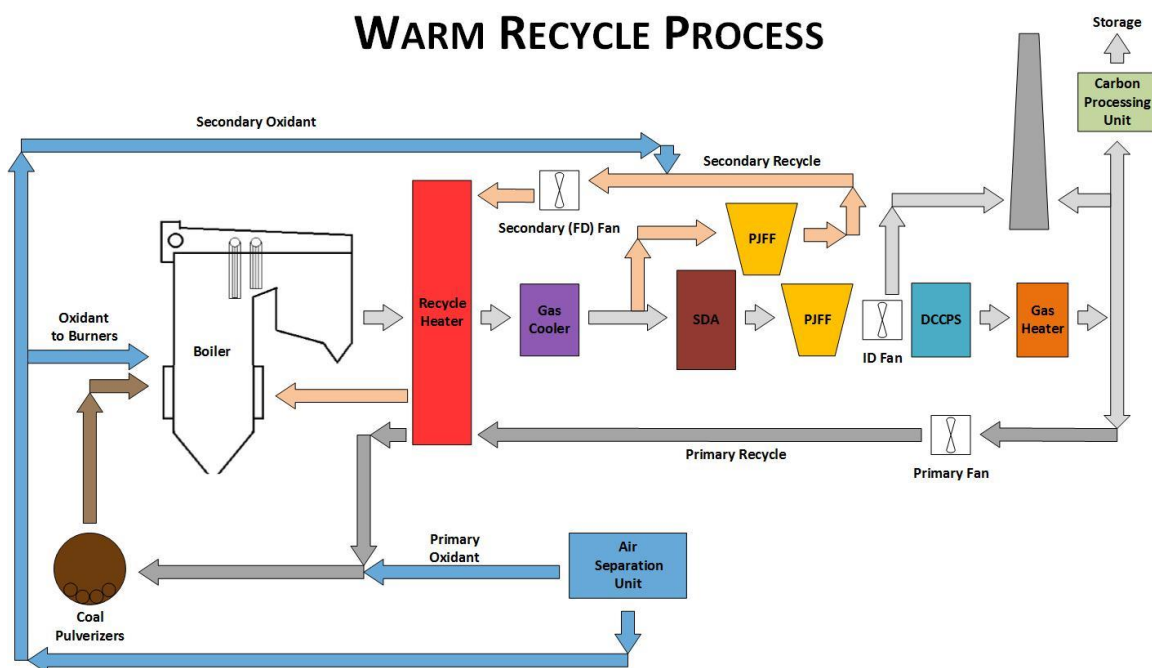 WARM RECYCLE PROCESS
Storage
Carbon
Processing
Unit
Secondary Oxidant
Secondary Recycle
Secondary (FD) Fan
PJFF
Oxidant
to Burners
Boiler
Recycle
Heater
Gas
Cooler
SDA
PJFF
ID Fan
DCCPS
Gas
Heater
Primary Recycle
Primary Fan
Primary
Oxidant
Air
Separation
Unit
Coal
Pulverizers